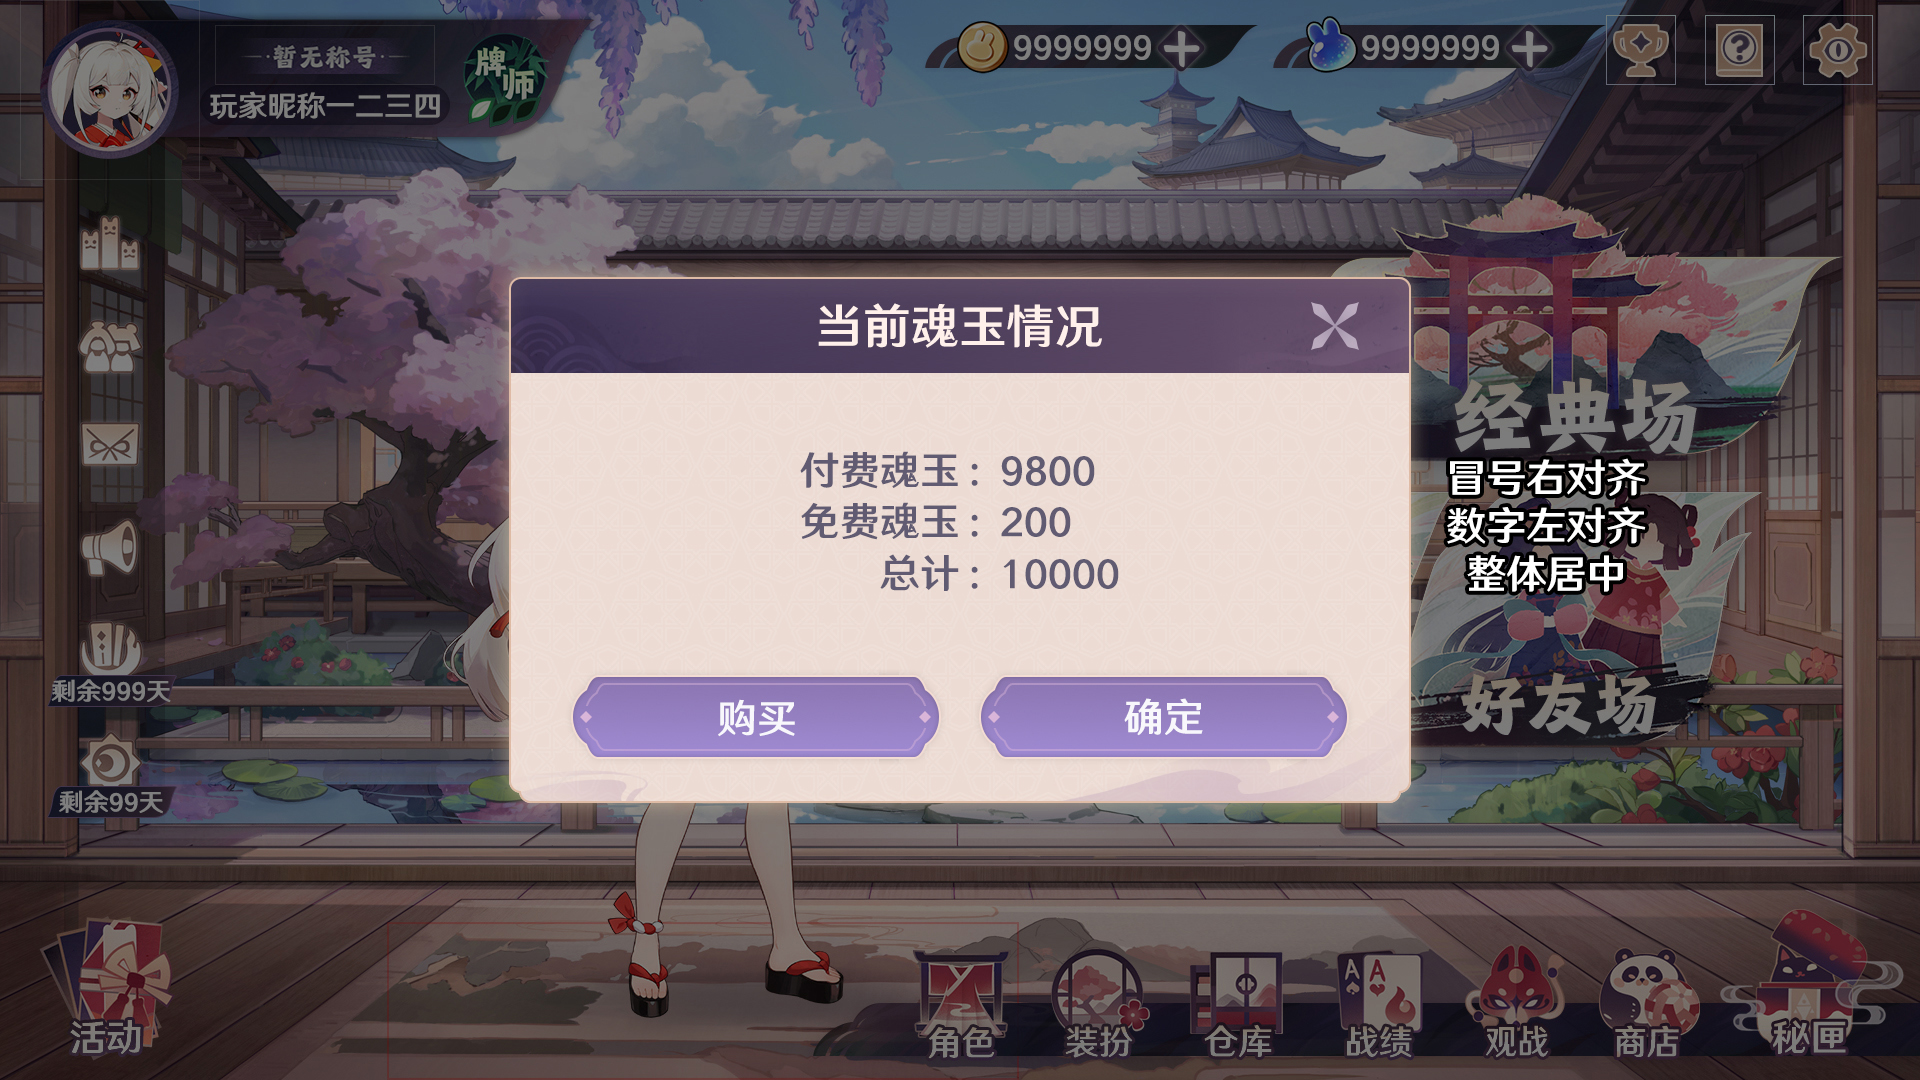 暂无称号
玩家昵称一二三四
牌师
9999999
9999999
当前魂玉情况
付费魂玉：9800
免费魂玉：200
总计：10000
购买
确定
经典场
冒号右对齐
数字左对齐
整体居中
好友场
剩余999天
剩余99天
活动
角色
装扮
仓库
A A
战绩
观战
商店
秘匣